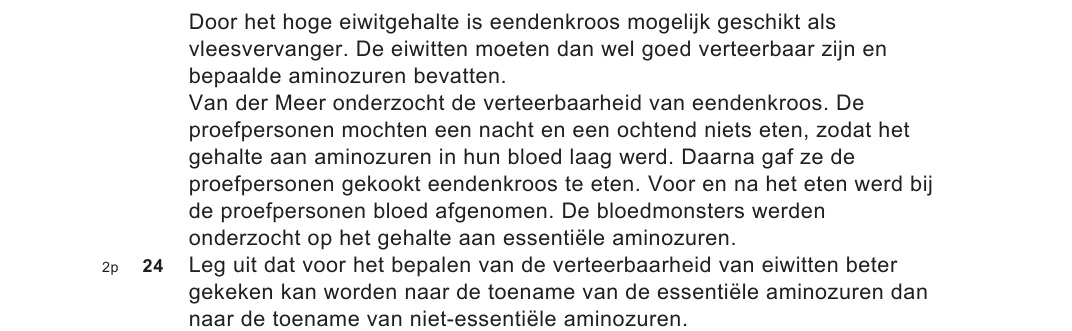 Door het hoge eiwitgehalte is eendenkroos mogelijk geschikt als
vleesvervanger. De eiwitten moeten dan wel goed verteerbaar zijn en
bepaalde aminozuren bevatten.
Van der Meer onderzocht de verteerbaarheid van eendenkroos. De
proefpersonen mochten een nacht en een ochtend niets eten, zodat het
gehalte aan aminozuren in hun bloed laag werd. Daarna gaf ze de
proefpersonen gekookt eendenkroos te eten. Voor en na het eten werd bij
de proefpersonen bloed afgenomen. De bloedmonsters werden
onderzocht op het gehalte aan essentiële aminozuren.
2p 24 Leg uit dat voor het bepalen van de verteerbaarheid van eiwitten beter
gekeken kan worden naar de toename van de essentiële aminozuren dan
naar de toename van niet-essentiële aminozuren.